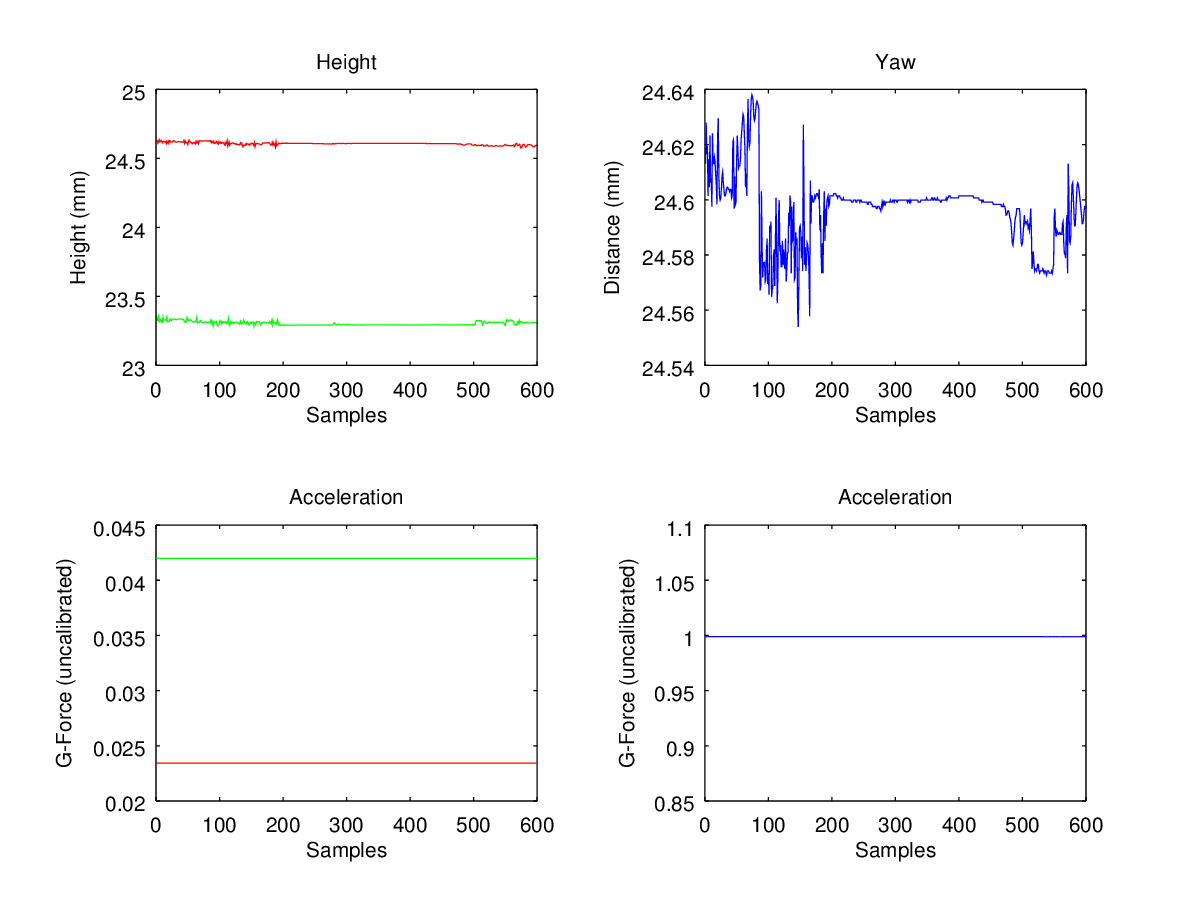 Height
25
24.5
24
23.5
23
Height (mm)
0 100 200 300 400 500 600
Samples
Yaw
24.64
24.62
24.6
24.58
24.56
24.54
Distance (mm)
0 100 200 300 400 500 600
Samples
Acceleration
0.045
0.04
0.035
0.03
0.025
0.02
G-Force (uncalibrated)
0 100 200 300 400 500 600
Samples
Acceleration
1.1
1.05
1
0.95
0.9
0.85
G-Force (uncalibrated)
0 100 200 300 400 500 600
Samples